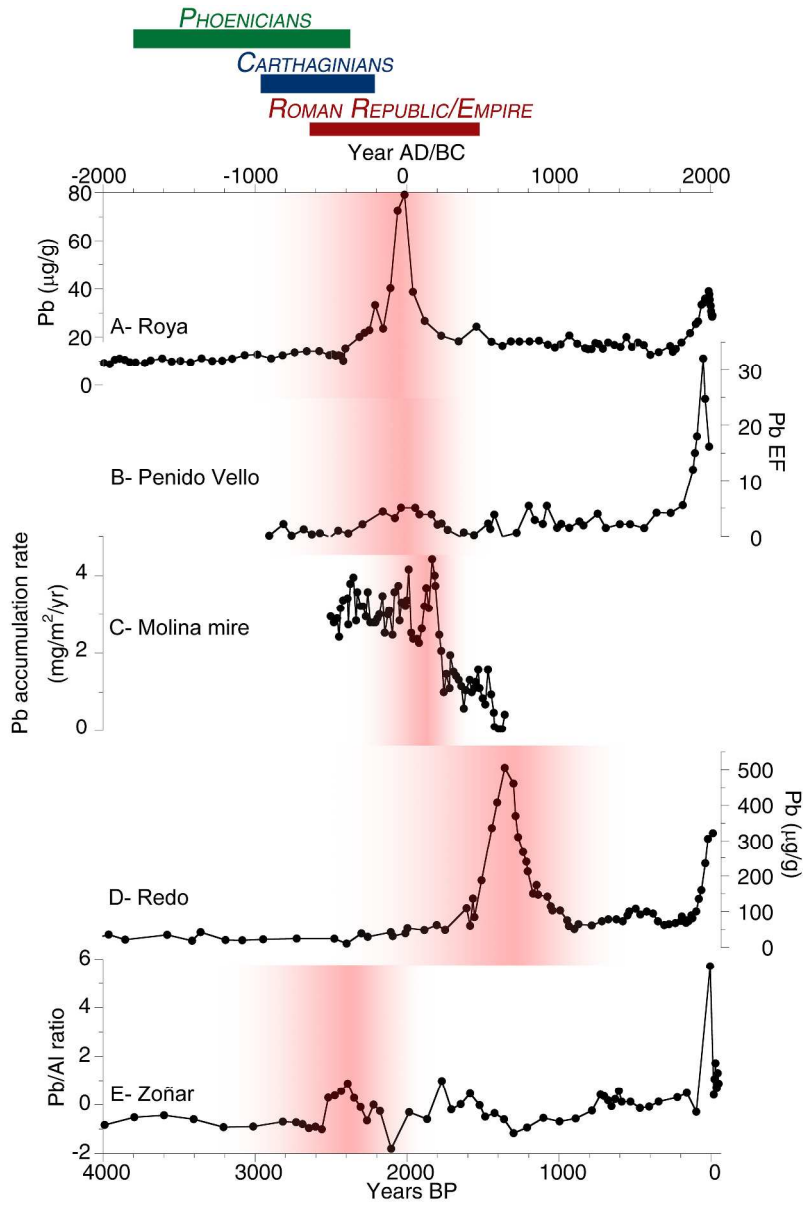 PHOENICIANS
CARTHAGINIANS
ROMAN REPUBLIC/EMPIRE
Year AD/BC
-2000 -1000 0 1000 2000
80
60
40
20
0
Pb (µg/g)
A- Roya
30
20
10
0
Pb EF
B- Penido Vello
4
2
0
Pb accumulation rate
(mg/m²/yr)
C- Molina mire
500
400
300
200
100
0
Pb (µg/g)
D- Redo
6
4
2
0
-2
Pb/Al ratio
E- Zoñar
4000 3000 2000 1000 0
Years BP